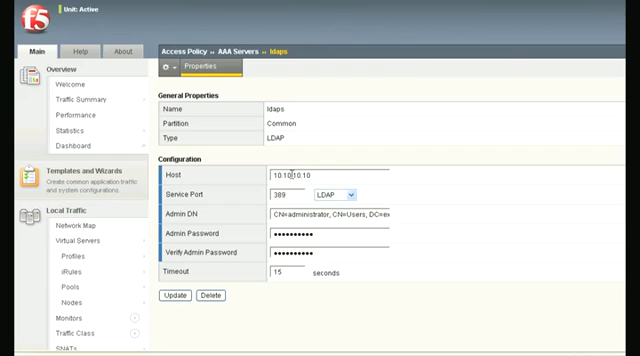 f5
Unit: Active
Main
Help
About
Access Policy » AAA Servers » ldaps
Properties
Overview
Welcome
Traffic Summary
Performance
Statistics
Dashboard
Templates and Wizards
Create common application traffic
and system configurations.
Local Traffic
Network Map
Virtual Servers
Profiles
iRules
Pools
Nodes
Monitors
Traffic Class
SNATs
General Properties
Name ldaps
Partition Common
Type LDAP
Configuration
Host 10.10.10.10
Service Port 389 LDAP
Admin DN CN=administrator, CN=Users, DC=ex
Admin Password ••••••••••
Verify Admin Password ••••••••••
Timeout 15 seconds
Update Delete